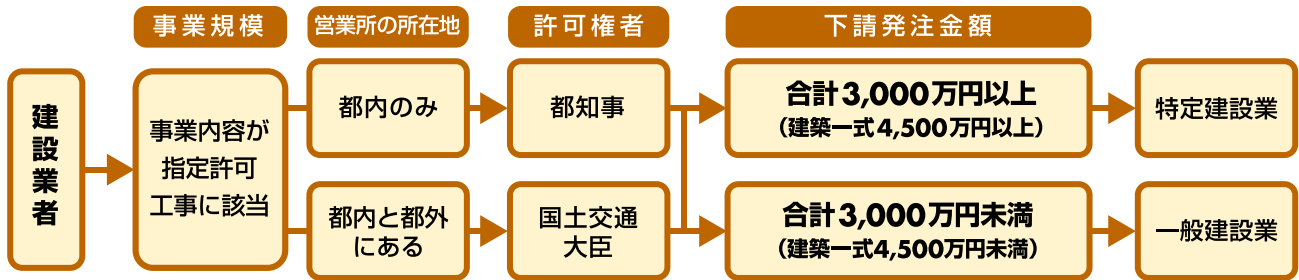 事業規模
営業所の所在地
許可権者
下請発注金額
建設業者
事業内容が
指定許可
工事に該当
都内のみ
都知事
合計3,000万円以上
（建築一式4,500万円以上）
特定建設業
都内と都外
にある
国土交通
大臣
合計3,000万円未満
（建築一式4,500万円未満）
一般建設業